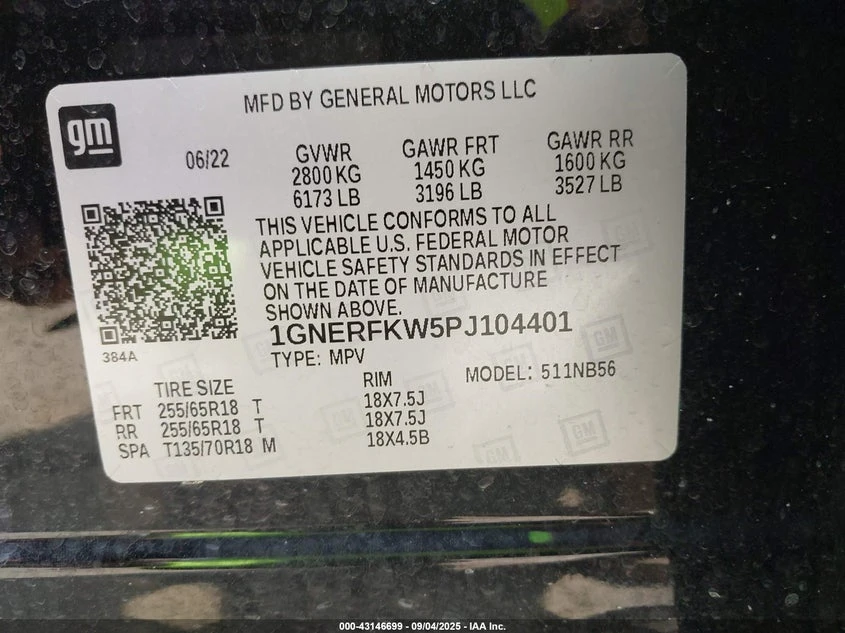 MFD BY GENERAL MOTORS LLC
gm
06/22
GVWR GAWR FRT GAWR RR
2800 KG 1450 KG 1600 KG
6173 LB 3196 LB 3527 LB
THIS VEHICLE CONFORMS TO ALL
APPLICABLE U.S. FEDERAL MOTOR
VEHICLE SAFETY STANDARDS IN EFFECT
ON THE DATE OF MANUFACTURE
SHOWN ABOVE.
1GNERFKW5PJ104401
384A
TYPE: MPV MODEL: 511NB56
TIRE SIZE RIM
FRT 255/65R18 T 18X7.5J
RR 255/65R18 T 18X7.5J
SPA T135/70R18 M 18X4.5B
000-43146699 - 09/04/2025 - IAA Inc.